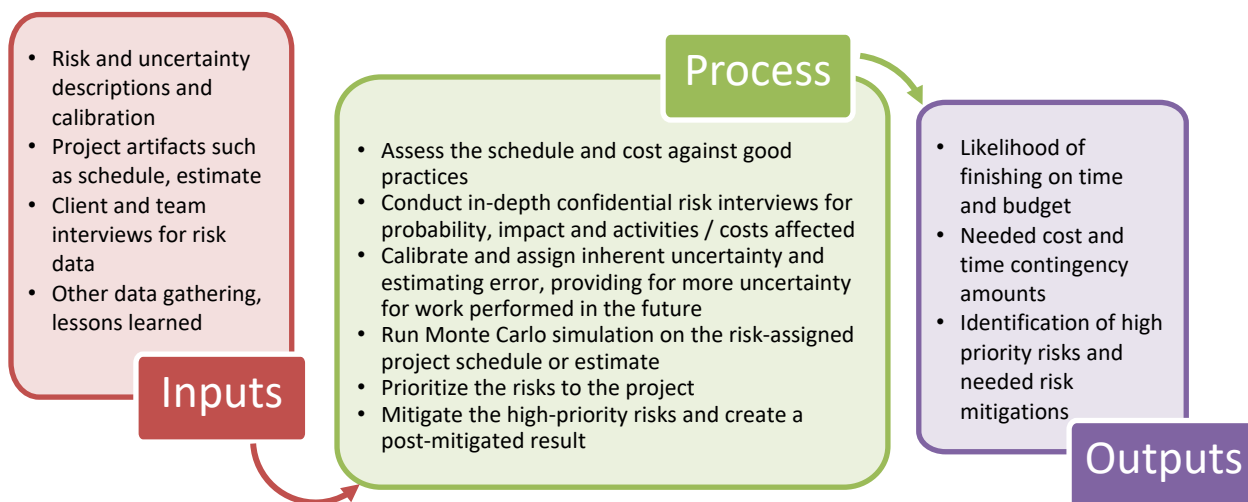 • Risk and uncertainty
descriptions and
calibration
• Project artifacts such
as schedule, estimate
• Client and team
interviews for risk
data
• Other data gathering,
lessons learned
Inputs
Process
• Assess the schedule and cost against good
practices
• Conduct in-depth confidential risk interviews for
probability, impact and activities / costs affected
• Calibrate and assign inherent uncertainty and
estimating error, providing for more uncertainty
for work performed in the future
• Run Monte Carlo simulation on the risk-assigned
project schedule or estimate
• Prioritize the risks to the project
• Mitigate the high-priority risks and create a
post-mitigated result
• Likelihood of
finishing on time
and budget
• Needed cost and
time contingency
amounts
• Identification of high
priority risks and
needed risk
mitigations
Outputs